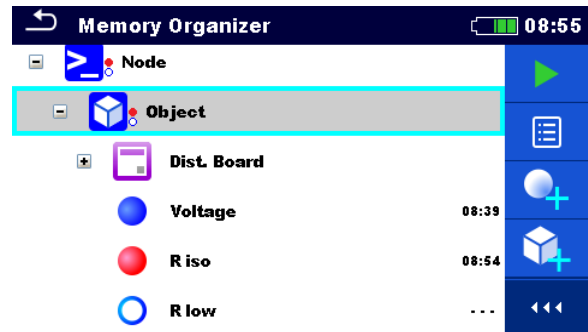 Memory Organizer 08:55
Node
Object
Dist. Board
Voltage 08:39
R iso 08:54
R low ---